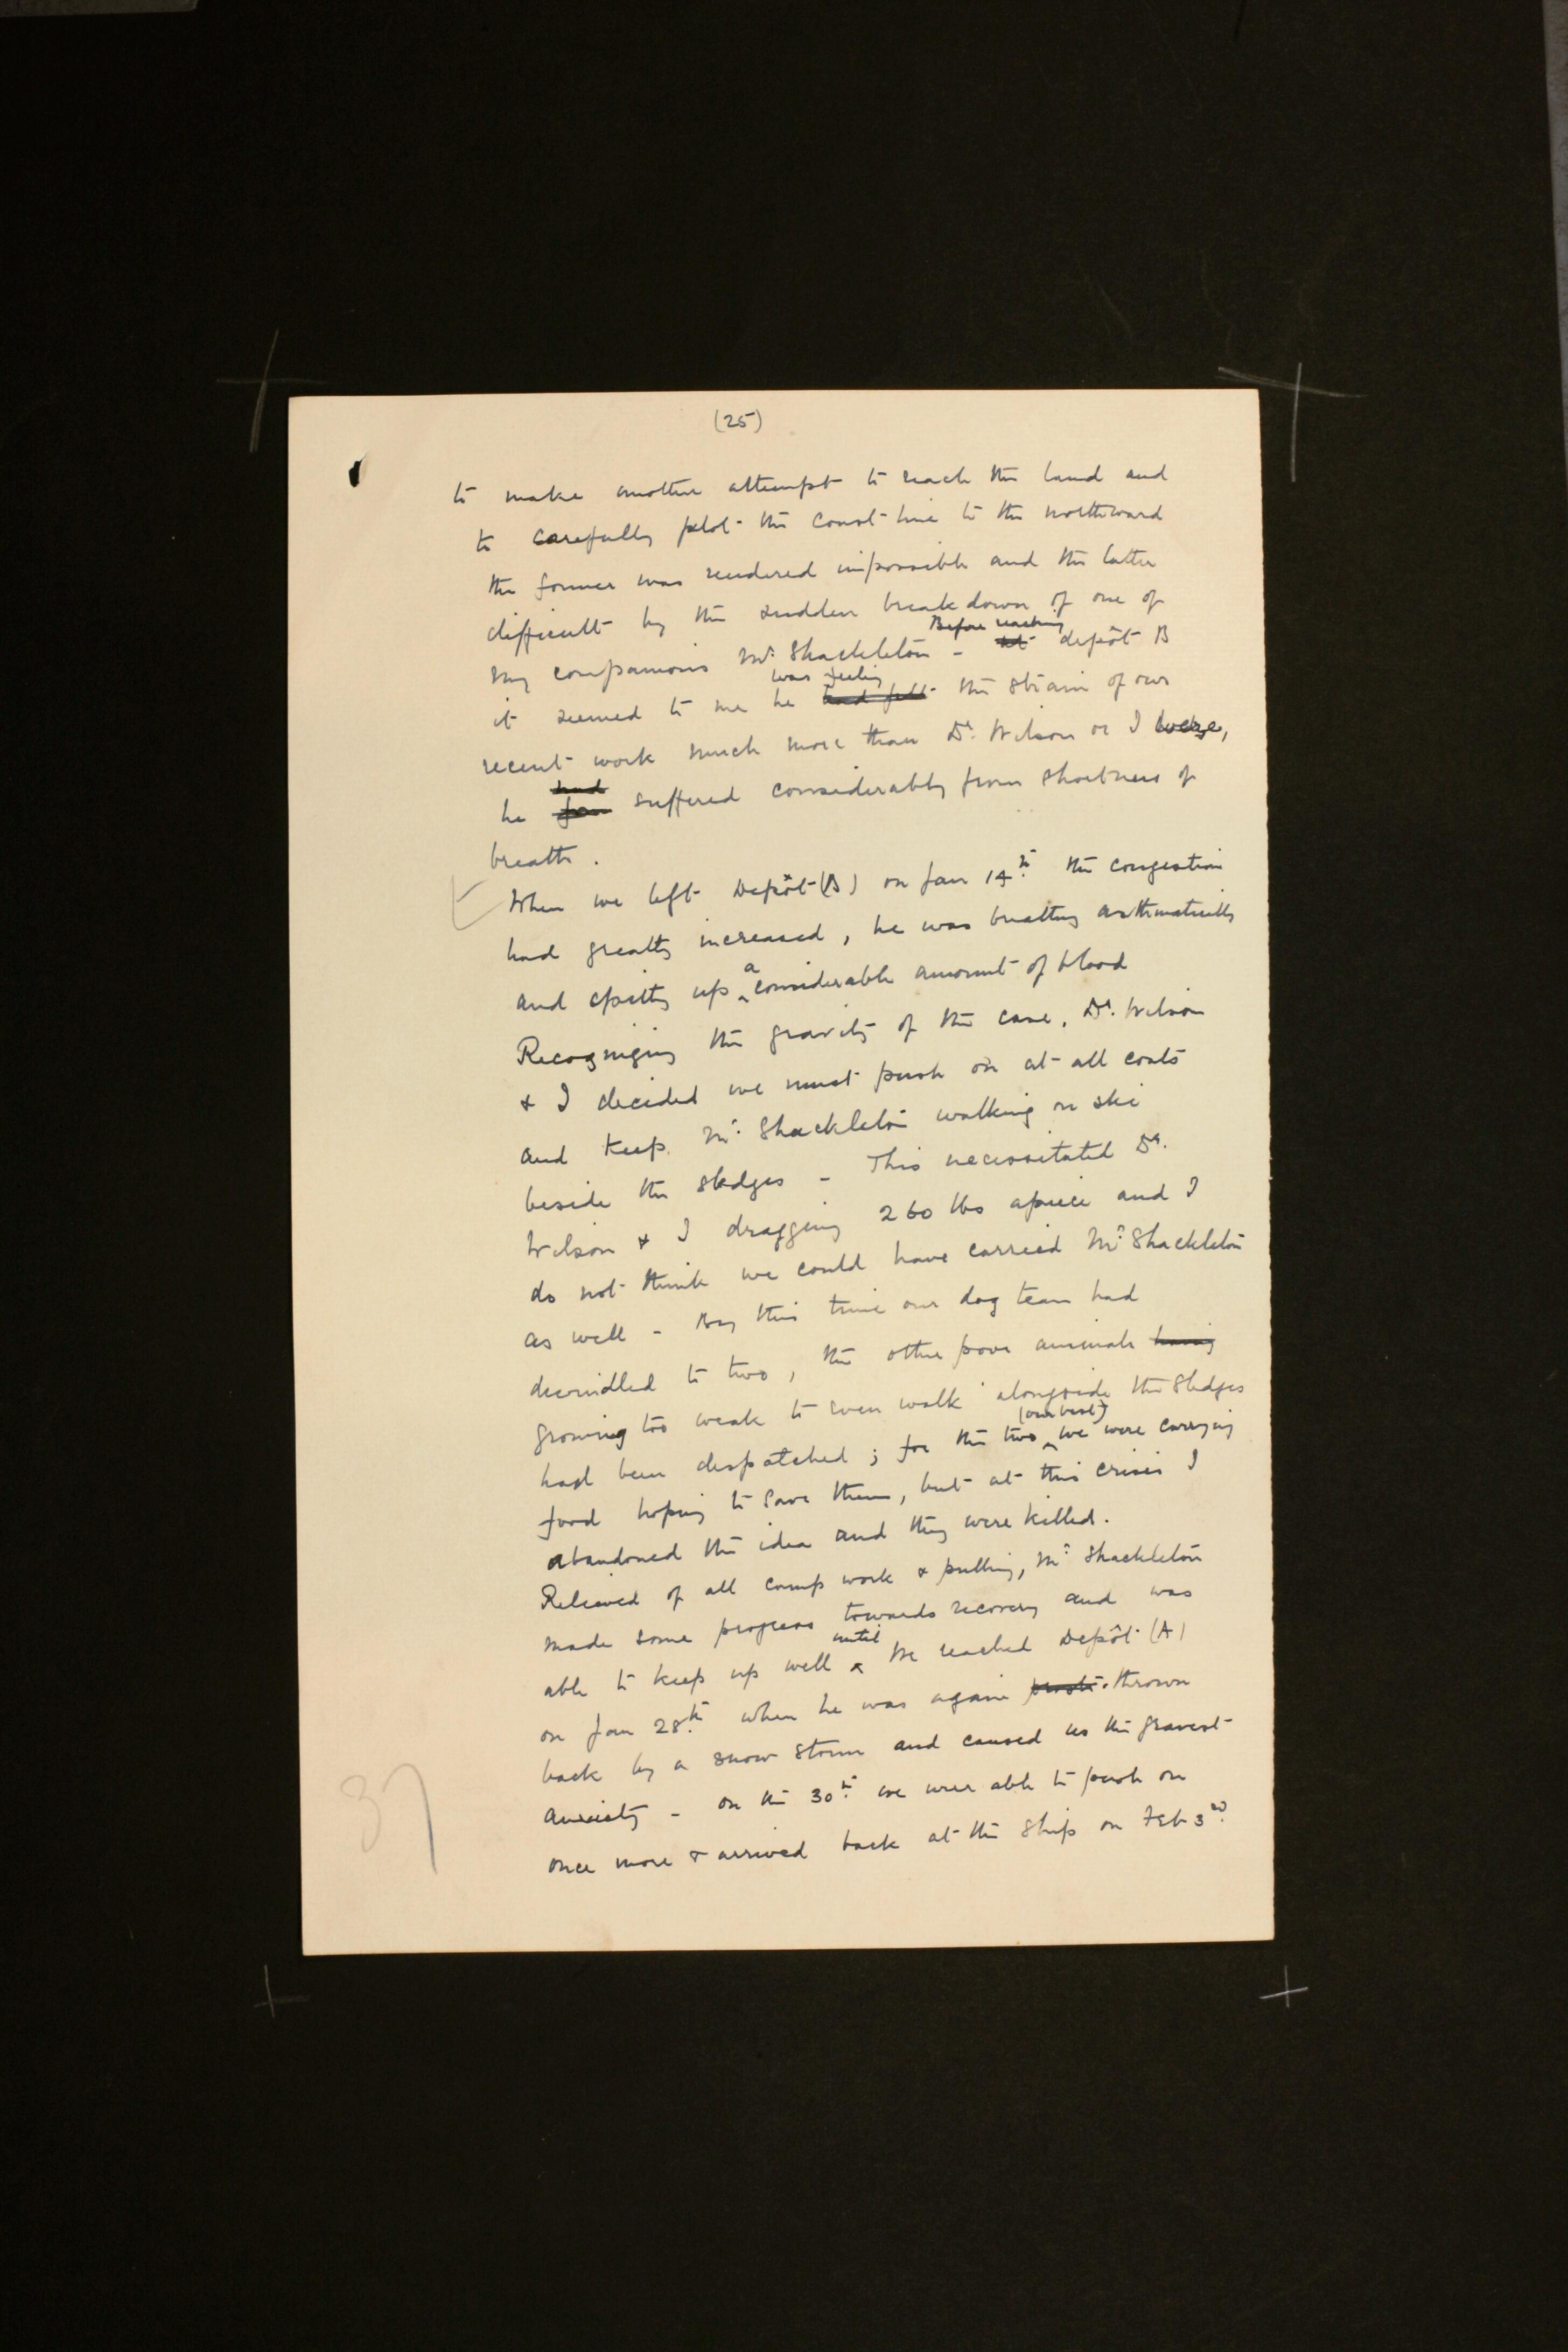 (25)
to make another attempt to reach the land and
to carefully plot the coast-line to the northward
the former was rendered impossible and the latter
difficult by the sudden breakdown of one of
Before reaching
my companions Mr. Shackleton - at depôt B
was feeling
it seemed to me he had felt the strain of our
recent work much more than Dr. Wilson or I were,
had
he suffered considerably from shortness of
breath.
When we left Depôt (B) on Jan 14th. the congestion
had greatly increased, he was breathing asthmatically
a
and spitting up considerable amount of blood
Recognizing the gravity of the case, Dr. Wilson
& I decided we must push on at all costs
and keep Mr. Shackleton walking on ski
beside the sledges - This necessitated Dr.
Wilson & I dragging 260 lbs apiece and I
do not think we could have carried Mr. Shackleton
as well - By this time our dog team had
dwindled to two, the other poor animals having
growing too weak to even walk alongside the sledges
(our best)
had been despatched; for the two we were carrying
food hoping to save them, but at this crisis I
abandoned the idea and they were killed.
Relieved of all camp work & pulling, Mr. Shackleton
made some progress towards recovery and was
until
able to keep up well we reached Depôt (A)
on Jan 28th. when he was again thrown
back by a snow storm and caused us the gravest
anxiety - on the 30th. we were able to push on
once more & arrived back at the ship on Feb 3rd.
37